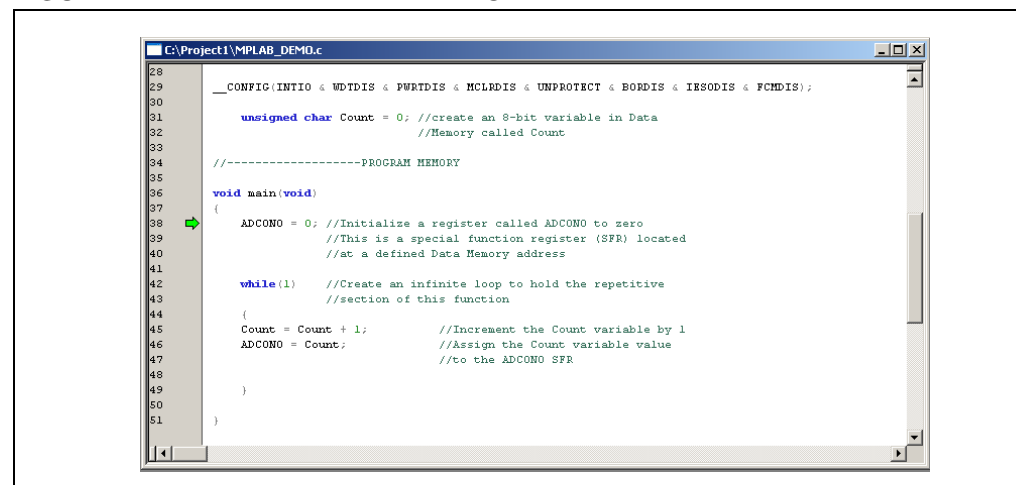 C:\Project1\MPLAB_DEMO.c
28
29 __CONFIG(INTIO & WDTDIS & PWRTDIS & MCLRDIS & UNPROTECT & BORDIS & IESODIS & FCMDIS);
30
31 unsigned char Count = 0; //create an 8-bit variable in Data
32 //Memory called Count
33
34 //-------------------PROGRAM MEMORY
35
36 void main(void)
37 {
38 ADCON0 = 0; //Initialize a register called ADCON0 to zero
39 //This is a special function register (SFR) located
40 //at a defined Data Memory address
41
42 while(1) //Create an infinite loop to hold the repetitive
43 //section of this function
44 {
45 Count = Count + 1; //Increment the Count variable by 1
46 ADCON0 = Count; //Assign the Count variable value
47 //to the ADCON0 SFR
48
49 }
50
51 }